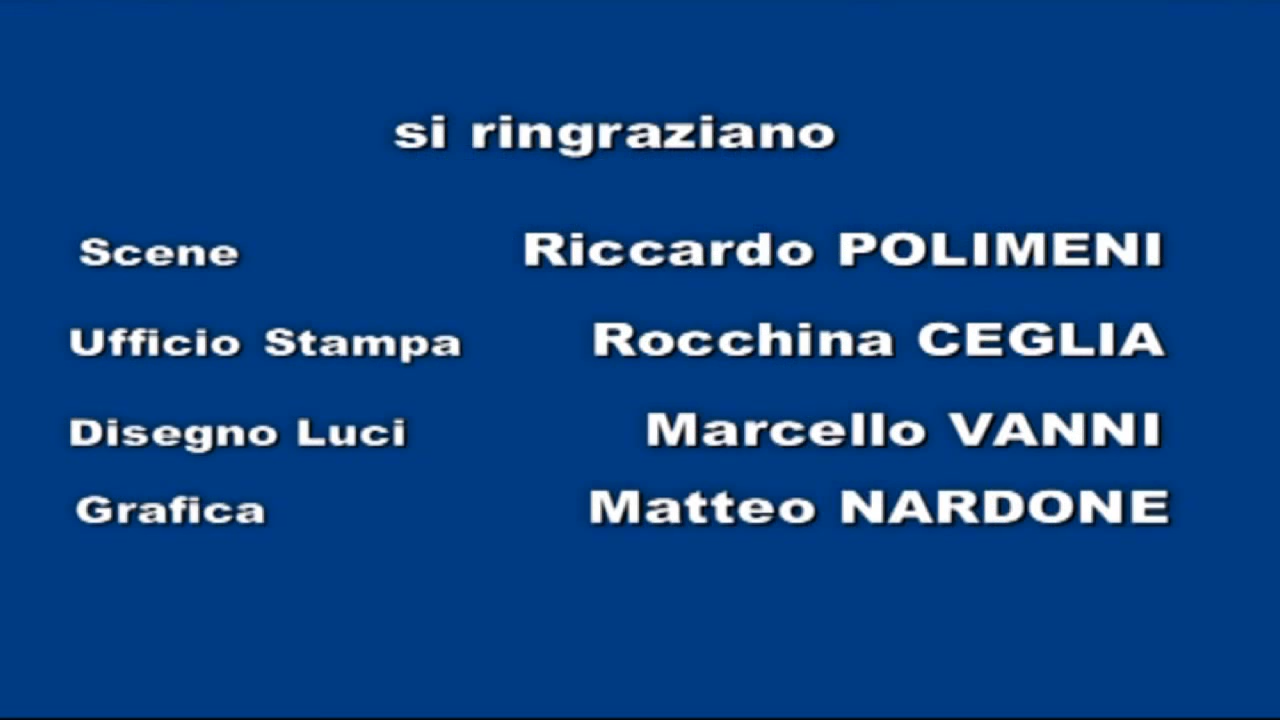 si ringraziano
Scene Riccardo POLIMENI
Ufficio Stampa Rocchina CEGLIA
Disegno Luci Marcello VANNI
Grafica Matteo NARDONE